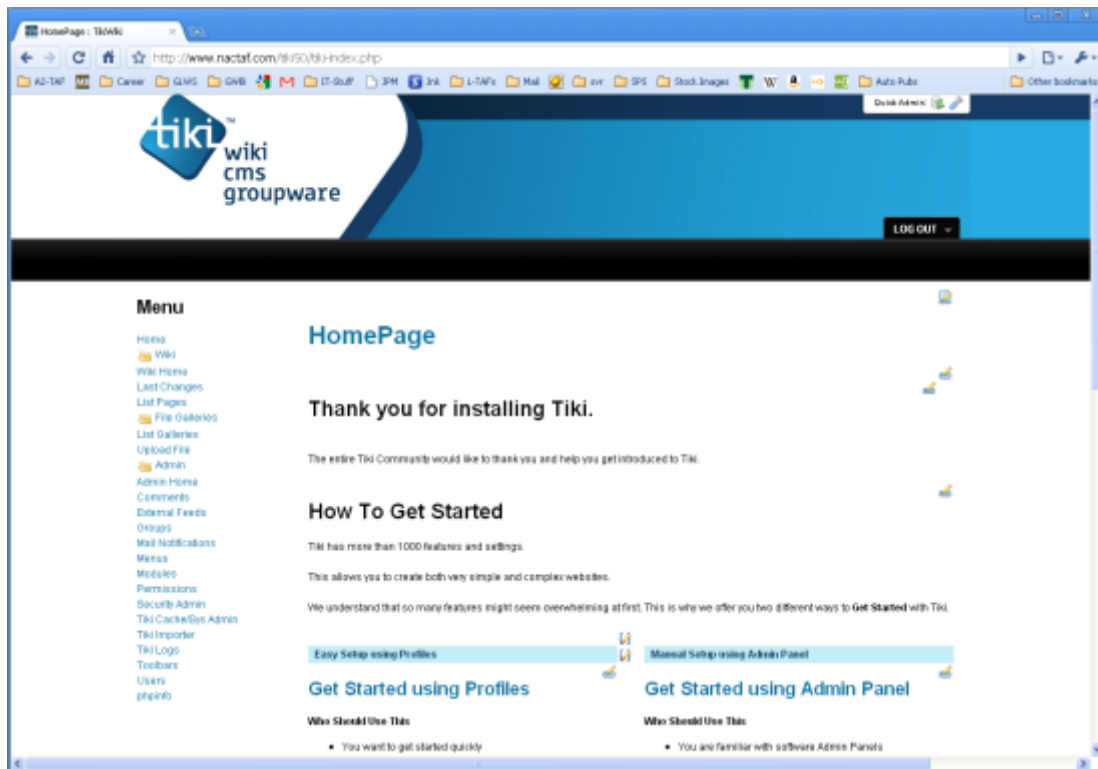 HomePage : TikiWiki
http://www.nactaf.com/tiki50/tiki-index.php
A2-TAF Career GLWS GWB IT-Stuff JPM Ink L-TAFs Mail ovr SPS Stock Images W Auto Pubs Other bookmarks
Quick Admin:
tiki™
wiki
cms
groupware
LOG OUT
Menu
Home
Wiki
Wiki Home
Last Changes
List Pages
File Galleries
List Galleries
Upload File
Admin
Admin Home
Comments
External Feeds
Groups
Mail Notifications
Menus
Modules
Permissions
Security Admin
Tiki Cache/Sys Admin
Tiki Importer
Tiki Logs
Toolbars
Users
phpinfo
HomePage
Thank you for installing Tiki.
The entire Tiki Community would like to thank you and help you get introduced to Tiki.
How To Get Started
Tiki has more than 1000 features and settings.
This allows you to create both very simple and complex websites.
We understand that so many features might seem overwhelming at first. This is why we offer you two different ways to Get Started with Tiki.
Easy Setup using Profiles
Get Started using Profiles
Who Should Use This
You want to get started quickly
Manual Setup using Admin Panel
Get Started using Admin Panel
Who Should Use This
You are familiar with software Admin Panels